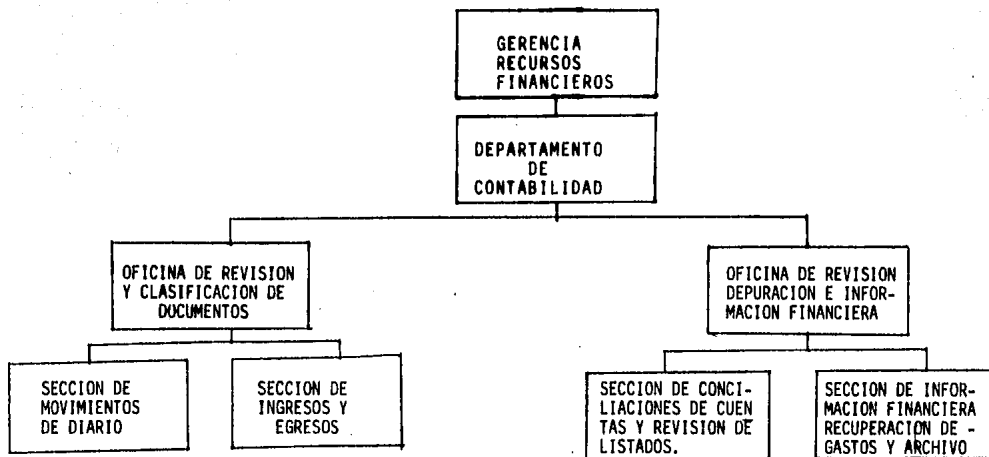 GERENCIA
RECURSOS
FINANCIEROS
DEPARTAMENTO
DE
CONTABILIDAD
OFICINA DE REVISION
Y CLASIFICACION DE
DOCUMENTOS
OFICINA DE REVISION
DEPURACION E INFOR-
MACION FINANCIERA
SECCION DE
MOVIMIENTOS
DE DIARIO
SECCION DE
INGRESOS Y
EGRESOS
SECCION DE CONCI-
LIACIONES DE CUEN
TAS Y REVISION DE
LISTADOS.
SECCION DE INFOR-
MACION FINANCIERA
RECUPERACION DE -
GASTOS Y ARCHIVO